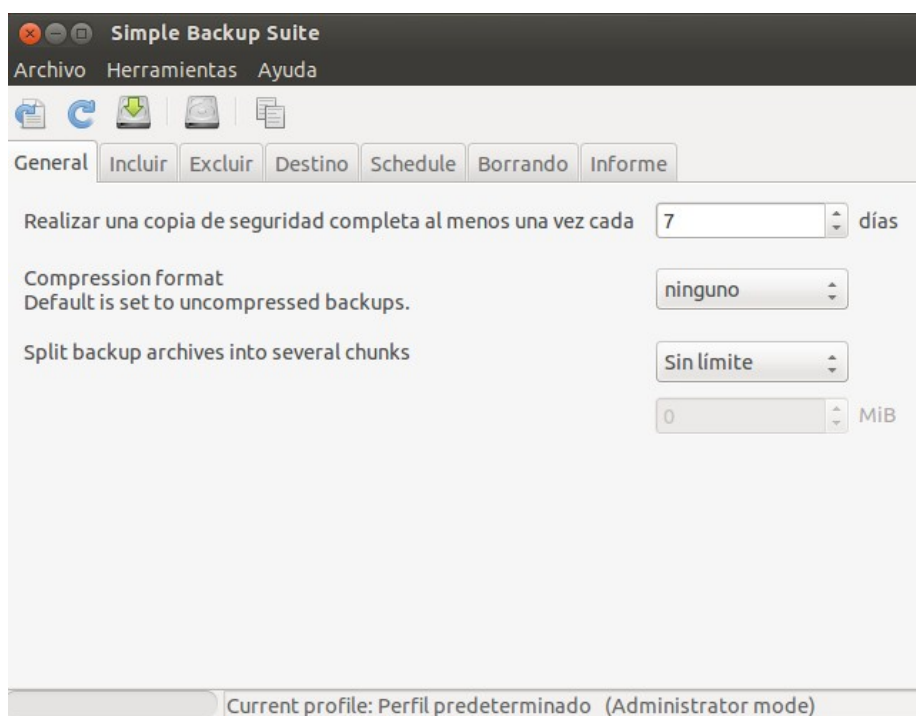 Simple Backup Suite
Archivo Herramientas Ayuda
General Incluir Excluir Destino Schedule Borrando Informe
Realizar una copia de seguridad completa al menos una vez cada 7 días
Compression format
Default is set to uncompressed backups.
ninguno
Split backup archives into several chunks
Sin límite
0 MiB
Current profile: Perfil predeterminado (Administrator mode)